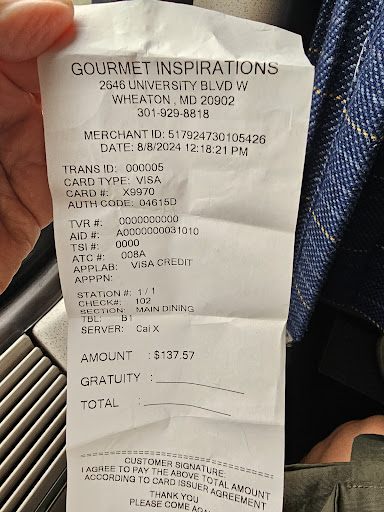 GOURMET INSPIRATIONS
2646 UNIVERSITY BLVD W
WHEATON , MD 20902
301-929-8818
MERCHANT ID: 517924730105426
DATE: 8/8/2024 12:18:21 PM
TRANS ID: 000005
CARD TYPE: VISA
CARD #: X9970
AUTH CODE: 04615D
TVR #: 0000000000
AID #: A0000000031010
TSI #: 0000
ATC #: 008A
APPLAB: VISA CREDIT
APPPN:
STATION #: 1 / 1
CHECK#: 102
SECTION: MAIN DINING
TBL: B1
SERVER: Cai X
AMOUNT : $137.57
GRATUITY :
TOTAL :
CUSTOMER SIGNATURE:
I AGREE TO PAY THE ABOVE TOTAL AMOUNT
ACCORDING TO CARD ISSUER AGREEMENT
THANK YOU
PLEASE COME AGAIN